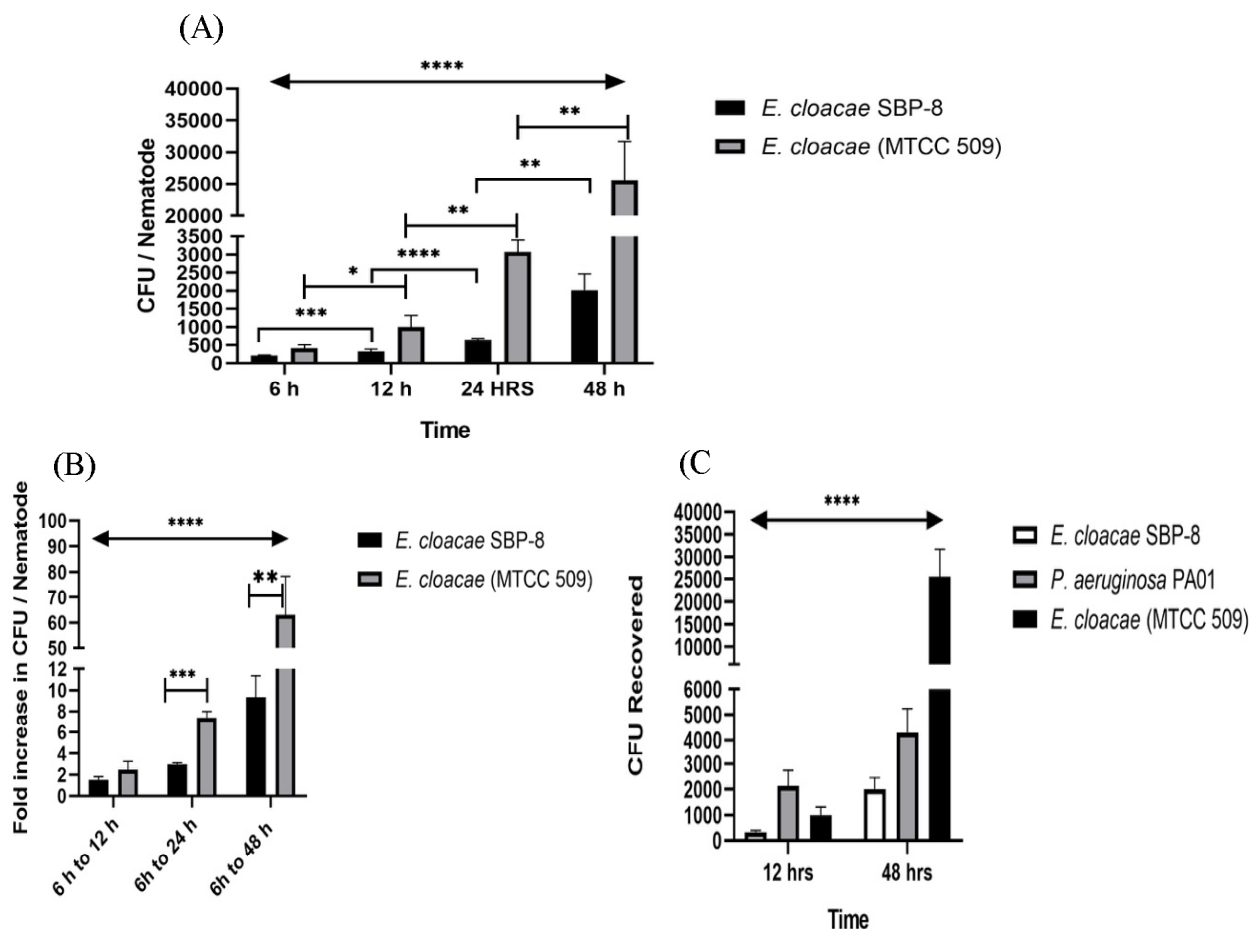 (A)
****
40000
35000
30000
25000
20000
3500
3000
2500
2000
1500
1000
500
0
CFU / Nematode
**
**
**
****
*
***
6 h 12 h 24 HRS 48 h
Time
E. cloacae SBP-8
E. cloacae (MTCC 509)
(B)
****
100
90
80
70
60
50
12
10
8
6
4
2
0
Fold increase in CFU / Nematode
**
***
6 h to 12 h
6h to 24 h
6h to 48 h
E. cloacae SBP-8
E. cloacae (MTCC 509)
(C
****
40000
35000
30000
25000
20000
15000
10000
6000
5000
4000
3000
2000
1000
0
CFU Recovered
12 hrs 48 hrs
Time
E. cloacae SBP-8
P. aeruginosa PA01
E. cloacae (MTCC 509)